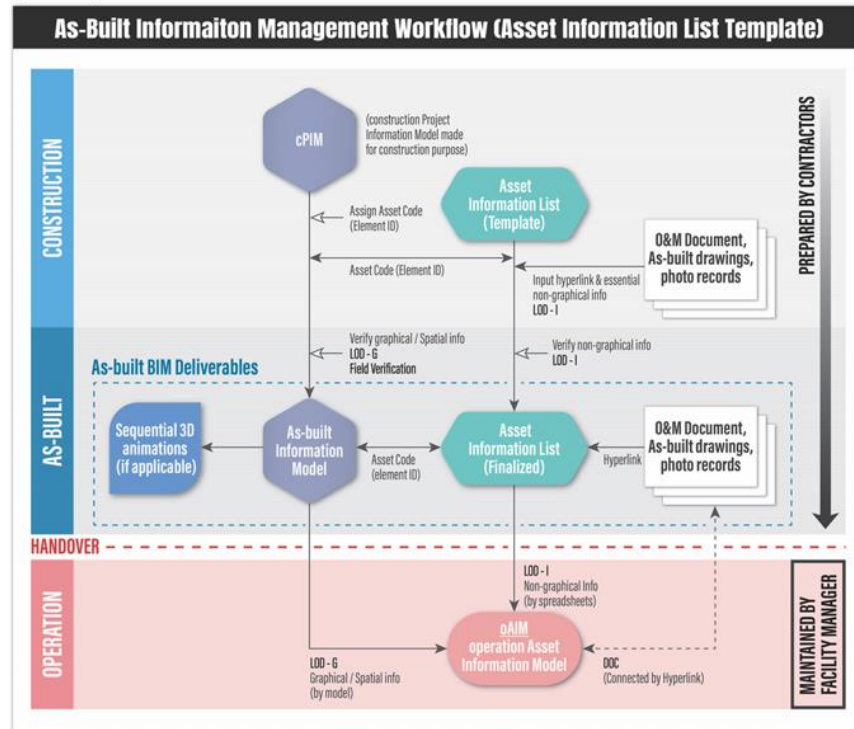 As-Built Informaiton Management Workflow (Asset Information List Template)
CONSTRUCTION
cPIM
(construction Project
Information Model made
for construction purpose)
Asset
Information List
(Template)
PREPARED BY CONTRACTORS
Assign Asset Code
(Element ID)
Asset Code (Element ID)
O&M Document,
As-built drawings,
photo records
Input hyperlink & essential
non-graphical info
LOD - I
AS-BUILT
Verify graphical / Spatial info
LOD - G
Field Verification
Verify non-graphical info
LOD - I
As-built BIM Deliverables
Sequential 3D
animations
(if applicable)
As-built
Information
Model
Asset Code
(element ID)
Asset
Information List
(Finalized)
Hyperlink
O&M Document,
As-built drawings,
photo records
HANDOVER
OPERATION
LOD - I
Non-graphical Info
(by spreadsheets)
oAIM
operation Asset
Information Model
LOD - G
Graphical / Spatial info
(by model)
DOC
(Connected by Hyperlink)
MAINTAINED BY
FACILITY MANAGER